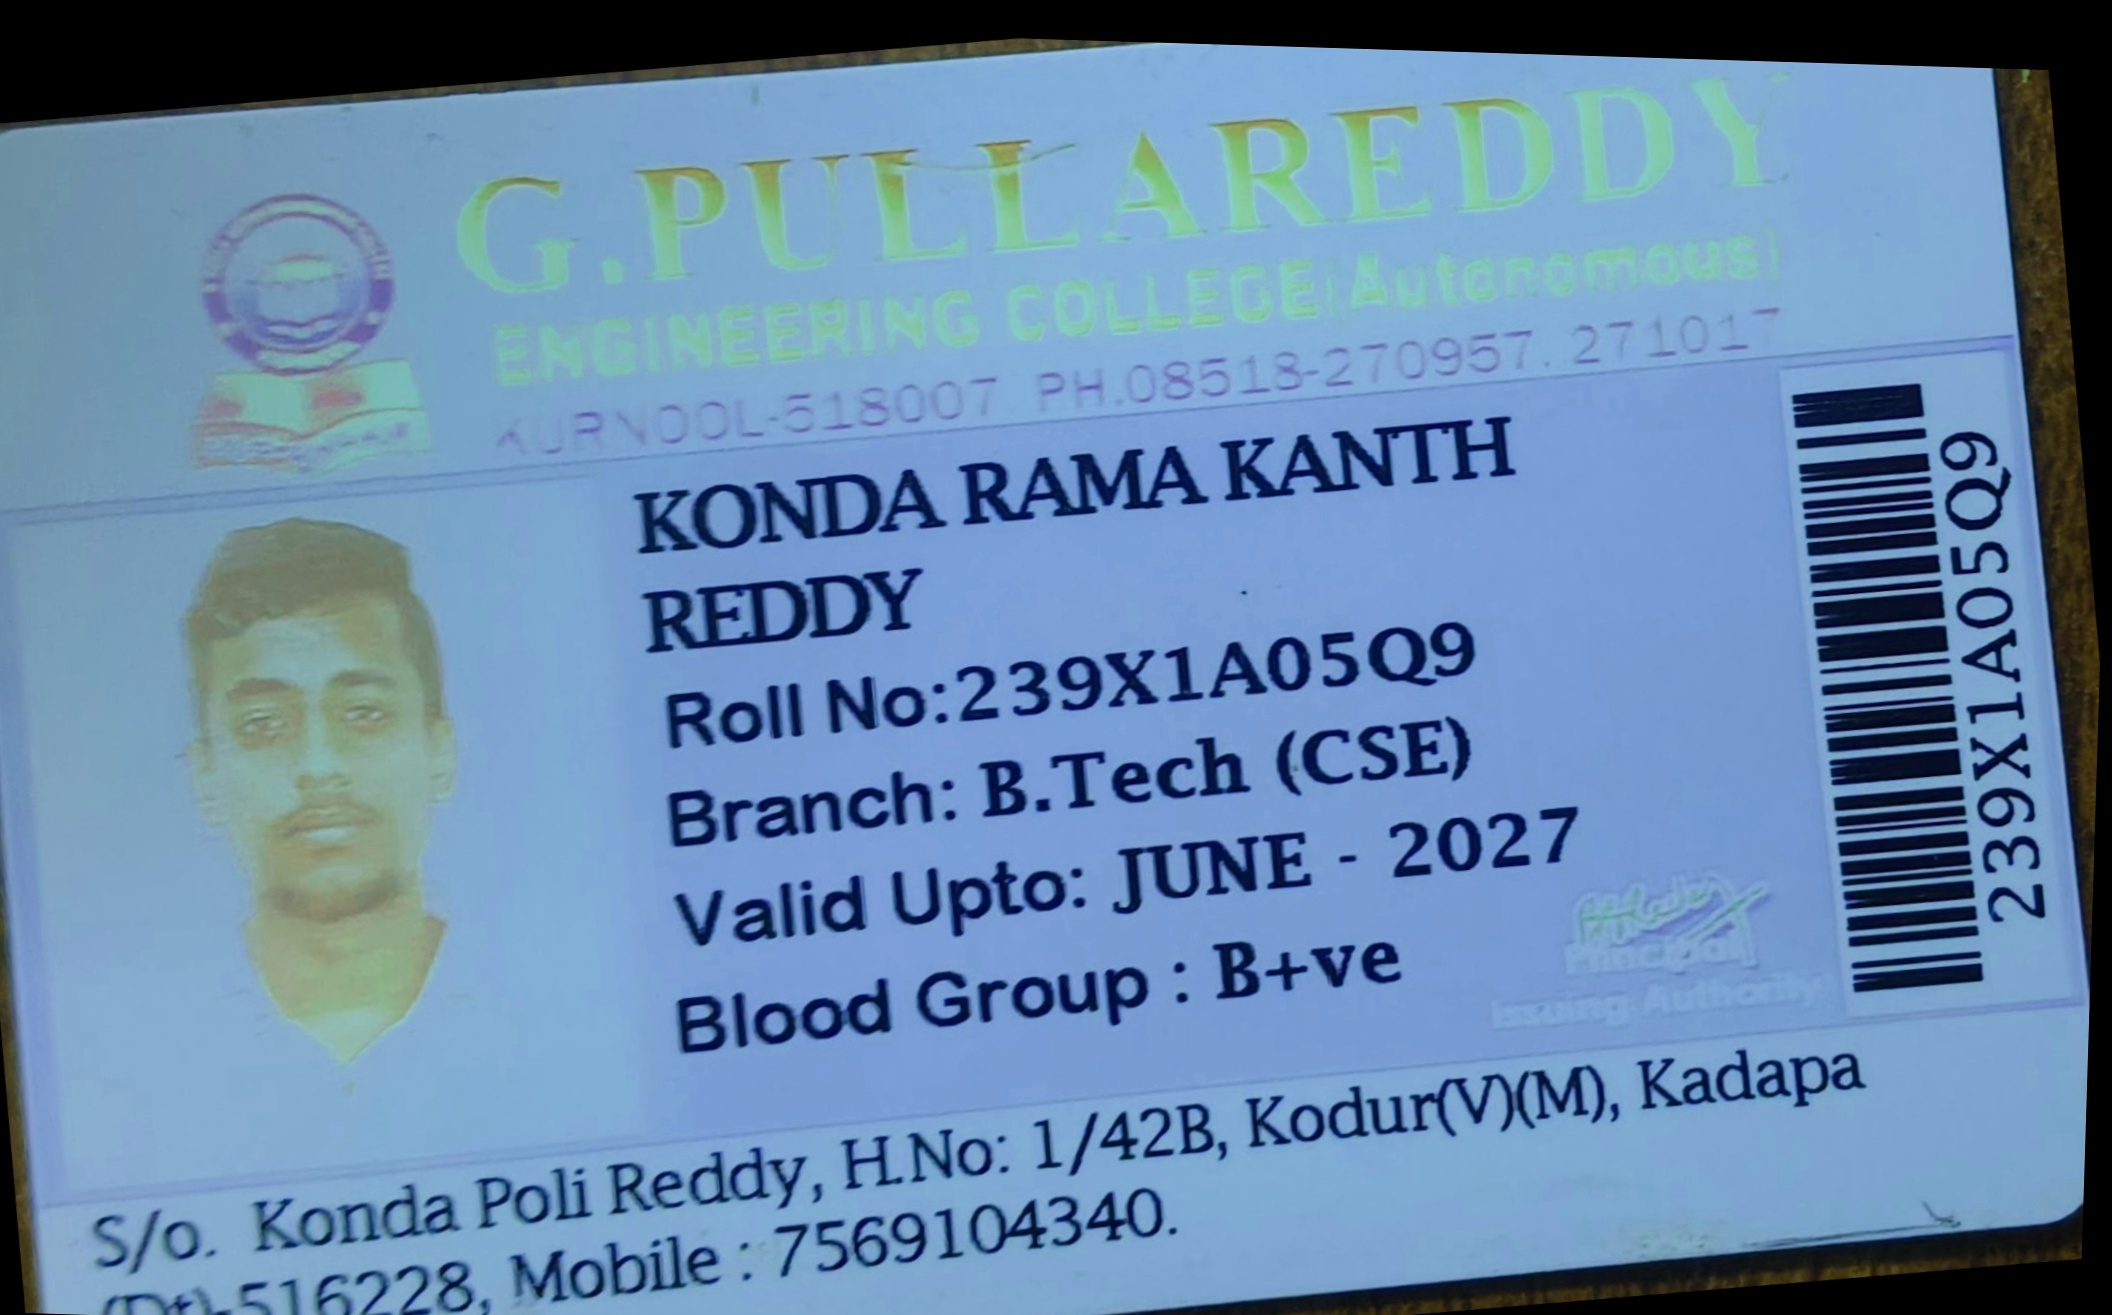 G.PULLAREDDY
ENGINEERING COLLEGE(Autonomous)
KURNOOL-518007 PH.08518-270957. 271017
KONDA RAMA KANTH
REDDY
Roll No:239X1A05Q9
Branch: B.Tech (CSE)
Valid Upto: JUNE - 2027
Blood Group : B+ve
Principal
Issuing Authority
239X1A05Q9
S/o. Konda Poli Reddy, H.No: 1/42B, Kodur(V)(M), Kadapa
(Dt)-516228, Mobile : 7569104340.